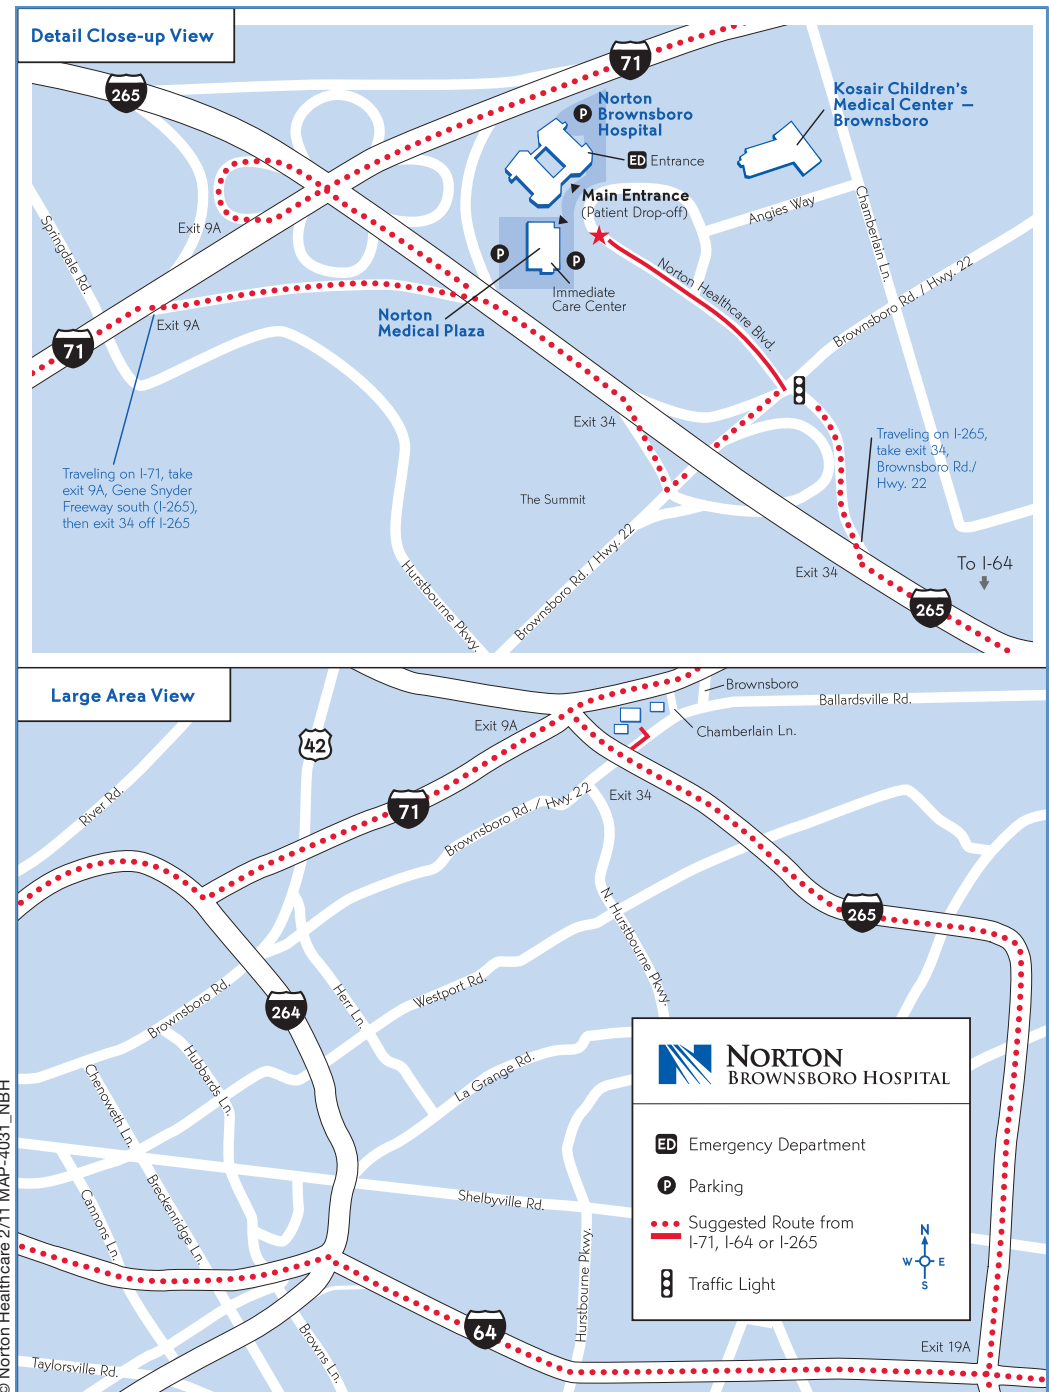 Detail Close-up View
265
71
Norton
Brownsboro
Hospital
P
ED Entrance
Kosair Children's
Medical Center —
Brownsboro
Main Entrance
(Patient Drop-off)
Angies Way
Chamberlain Ln.
Exit 9A
Springdale Rd.
P
P
Immediate
Care Center
Norton Healthcare Blvd.
Brownsboro Rd. / Hwy. 22
Norton
Medical Plaza
Exit 9A
71
Exit 34
Traveling on I-71, take
exit 9A, Gene Snyder
Freeway south (I-265),
then exit 34 off I-265
Traveling on I-265,
take exit 34,
Brownsboro Rd./
Hwy. 22
The Summit
Brownsboro Rd. / Hwy. 22
Hurstbourne Pkwy.
Exit 34
To I-64
265
Large Area View
Brownsboro
Ballardsville Rd.
Chamberlain Ln.
Exit 9A
42
River Rd.
71
Exit 34
Brownsboro Rd. / Hwy. 22
265
N. Hurstbourne Pkwy.
Westport Rd.
Herr Ln.
Brownsboro Rd.
264
Hubbards Ln.
Chenoweth Ln.
La Grange Rd.
Breckenridge Ln.
Cannons Ln.
Shelbyville Rd.
Hurstbourne Pkwy.
64
Browns Ln.
Taylorsville Rd.
Exit 19A
NORTON
BROWNSBORO HOSPITAL
ED Emergency Department
P Parking
Suggested Route from
I-71, I-64 or I-265
Traffic Light
N
W E
S
© Norton Healthcare 2/11 MAP-4031_NBH